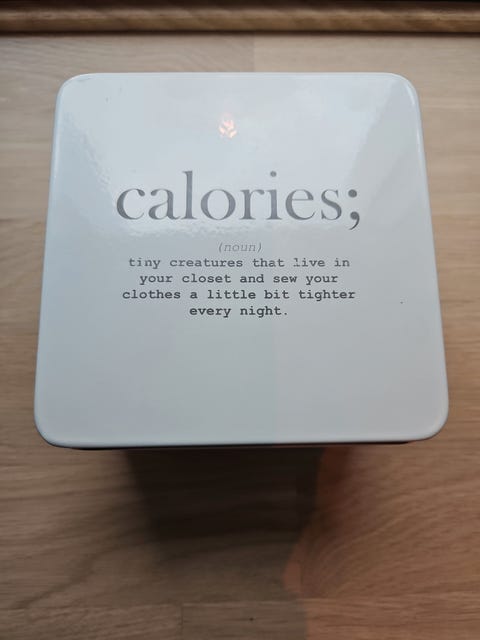 calories;
(noun)
tiny creatures that live in
your closet and sew your
clothes a little bit tighter
every night.